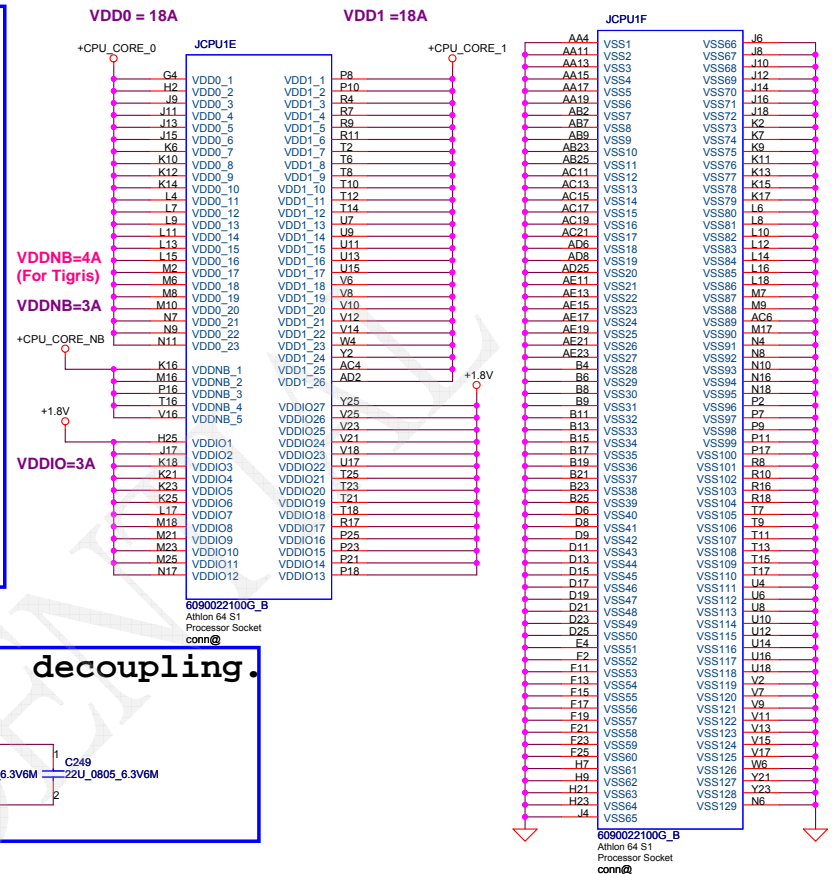 VDD0 = 18A
VDD1 =18A
+CPU_CORE_0
JCPU1E
+CPU_CORE_1
G4 VDD0_1 VDD1_1 P8
H2 VDD0_2 VDD1_2 P10
J9 VDD0_3 VDD1_3 R4
J11 VDD0_4 VDD1_4 R7
J13 VDD0_5 VDD1_5 R9
J15 VDD0_6 VDD1_6 R11
K6 VDD0_7 VDD1_7 T2
K10 VDD0_8 VDD1_8 T6
K12 VDD0_9 VDD1_9 T8
K14 VDD0_10 VDD1_10 T10
L4 VDD0_11 VDD1_11 T12
L7 VDD0_12 VDD1_12 T14
L9 VDD0_13 VDD1_13 U7
L11 VDD0_14 VDD1_14 U9
L13 VDD0_15 VDD1_15 U11
L15 VDD0_16 VDD1_16 U13
M2 VDD0_17 VDD1_17 U15
M6 VDD0_18 VDD1_18 V6
M8 VDD0_19 VDD1_19 V8
M10 VDD0_20 VDD1_20 V10
N7 VDD0_21 VDD1_21 V12
N9 VDD0_22 VDD1_22 V14
N11 VDD0_23 VDD1_23 W4
VDD1_24 Y2
K16 VDDNB_1 VDD1_25 AC4
M16 VDDNB_2 VDD1_26 AD2
P16 VDDNB_3
T16 VDDNB_4 VDDIO27 Y25
V16 VDDNB_5 VDDIO26 V25
VDDIO25 V23
H25 VDDIO1 VDDIO24 V21
J17 VDDIO2 VDDIO23 V18
K18 VDDIO3 VDDIO22 U17
K21 VDDIO4 VDDIO21 T25
K23 VDDIO5 VDDIO20 T23
K25 VDDIO6 VDDIO19 T21
L17 VDDIO7 VDDIO18 T18
M18 VDDIO8 VDDIO17 R17
M21 VDDIO9 VDDIO16 P25
M23 VDDIO10 VDDIO15 P23
M25 VDDIO11 VDDIO14 P21
N17 VDDIO12 VDDIO13 P18
VDDNB=4A
(For Tigris)
VDDNB=3A
+CPU_CORE_NB
+1.8V
VDDIO=3A
+1.8V
6090022100G_B
Athlon 64 S1
Processor Socket
conn@
decoupling.
1
C249
6.3V6M
22U_0805_6.3V6M
2
JCPU1F
AA4 VSS1 VSS66 J6
AA11 VSS2 VSS67 J8
AA13 VSS3 VSS68 J10
AA15 VSS4 VSS69 J12
AA17 VSS5 VSS70 J14
AA19 VSS6 VSS71 J16
AB2 VSS7 VSS72 J18
AB7 VSS8 VSS73 K2
AB9 VSS9 VSS74 K7
AB23 VSS10 VSS75 K9
AB25 VSS11 VSS76 K11
AC11 VSS12 VSS77 K13
AC13 VSS13 VSS78 K15
AC15 VSS14 VSS79 K17
AC17 VSS15 VSS80 L6
AC19 VSS16 VSS81 L8
AC21 VSS17 VSS82 L10
AD6 VSS18 VSS83 L12
AD8 VSS19 VSS84 L14
AD25 VSS20 VSS85 L16
AE11 VSS21 VSS86 L18
AE13 VSS22 VSS87 M7
AE15 VSS23 VSS88 M9
AE17 VSS24 VSS89 AC6
AE19 VSS25 VSS90 M17
AE21 VSS26 VSS91 N4
AE23 VSS27 VSS92 N8
B4 VSS28 VSS93 N10
B6 VSS29 VSS94 N16
B8 VSS30 VSS95 N18
B9 VSS31 VSS96 P2
B11 VSS32 VSS97 P7
B13 VSS33 VSS98 P9
B15 VSS34 VSS99 P11
B17 VSS35 VSS100 P17
B19 VSS36 VSS101 R8
B21 VSS37 VSS102 R10
B23 VSS38 VSS103 R16
B25 VSS39 VSS104 R18
D6 VSS40 VSS105 T7
D8 VSS41 VSS106 T9
D9 VSS42 VSS107 T11
D11 VSS43 VSS108 T13
D13 VSS44 VSS109 T15
D15 VSS45 VSS110 T17
D17 VSS46 VSS111 U4
D19 VSS47 VSS112 U6
D21 VSS48 VSS113 U8
D23 VSS49 VSS114 U10
D25 VSS50 VSS115 U12
E4 VSS51 VSS116 U14
F2 VSS52 VSS117 U16
F11 VSS53 VSS118 U18
F13 VSS54 VSS119 V2
F15 VSS55 VSS120 V7
F17 VSS56 VSS121 V9
F19 VSS57 VSS122 V11
F21 VSS58 VSS123 V13
F23 VSS59 VSS124 V15
F25 VSS60 VSS125 V17
H7 VSS61 VSS126 W6
H9 VSS62 VSS127 Y21
H21 VSS63 VSS128 Y23
H23 VSS64 VSS129 N6
J4 VSS65
6090022100G_B
Athlon 64 S1
Processor Socket
conn@